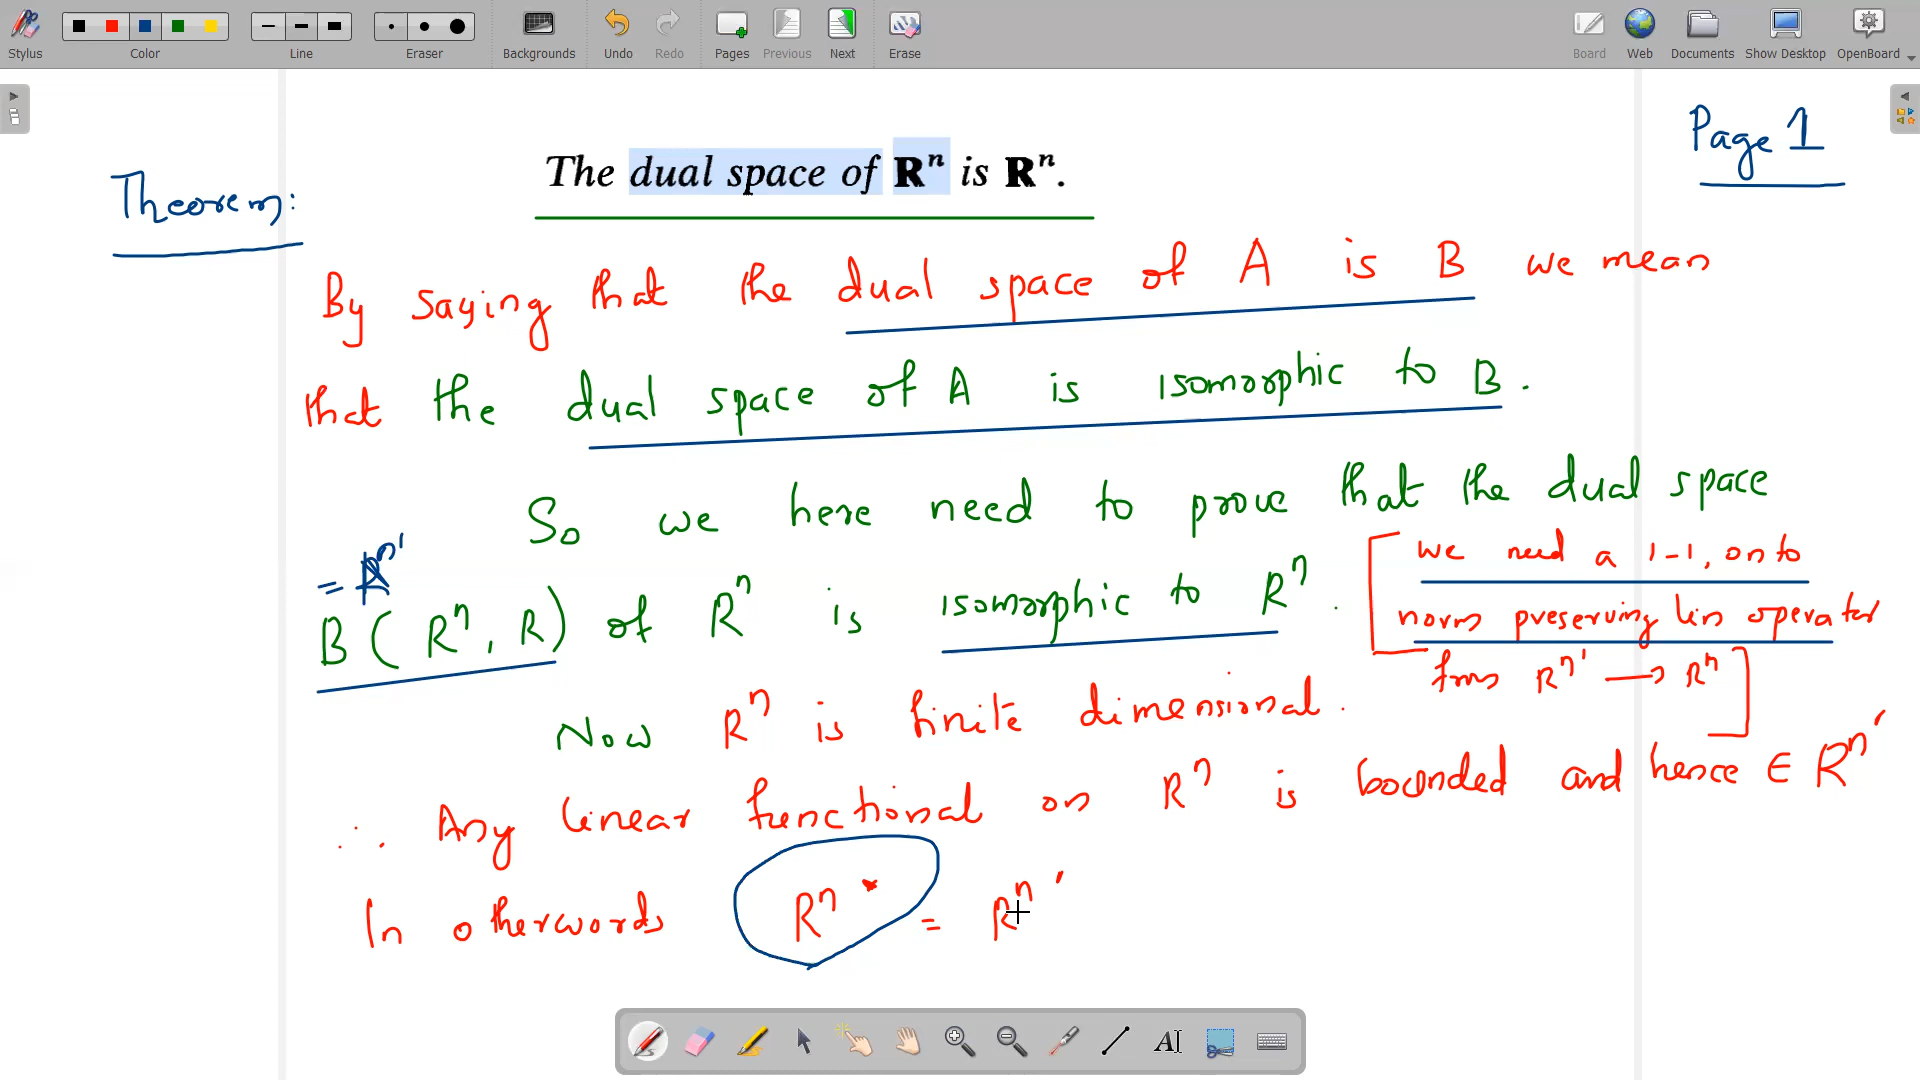 Stylus Color Line Eraser Backgrounds Undo Redo Pages Previous Next Erase Board Web Documents Show Desktop OpenBoard
Page 1
Theorem:
The dual space of Rⁿ is Rⁿ.
By saying that the dual space of A is B we mean
that the dual space of A is isomorphic to B.
So we here need to prove that the dual space
= Rⁿ'
B(Rⁿ, R) of Rⁿ is isomorphic to Rⁿ.
[we need a 1-1, onto
norm preserving lin operator
from Rⁿ' → Rⁿ]
Now Rⁿ is finite dimensional.
∴ Any linear functional on Rⁿ is bounded and hence ∈ Rⁿ'
In otherwords Rⁿ* = Rⁿ'